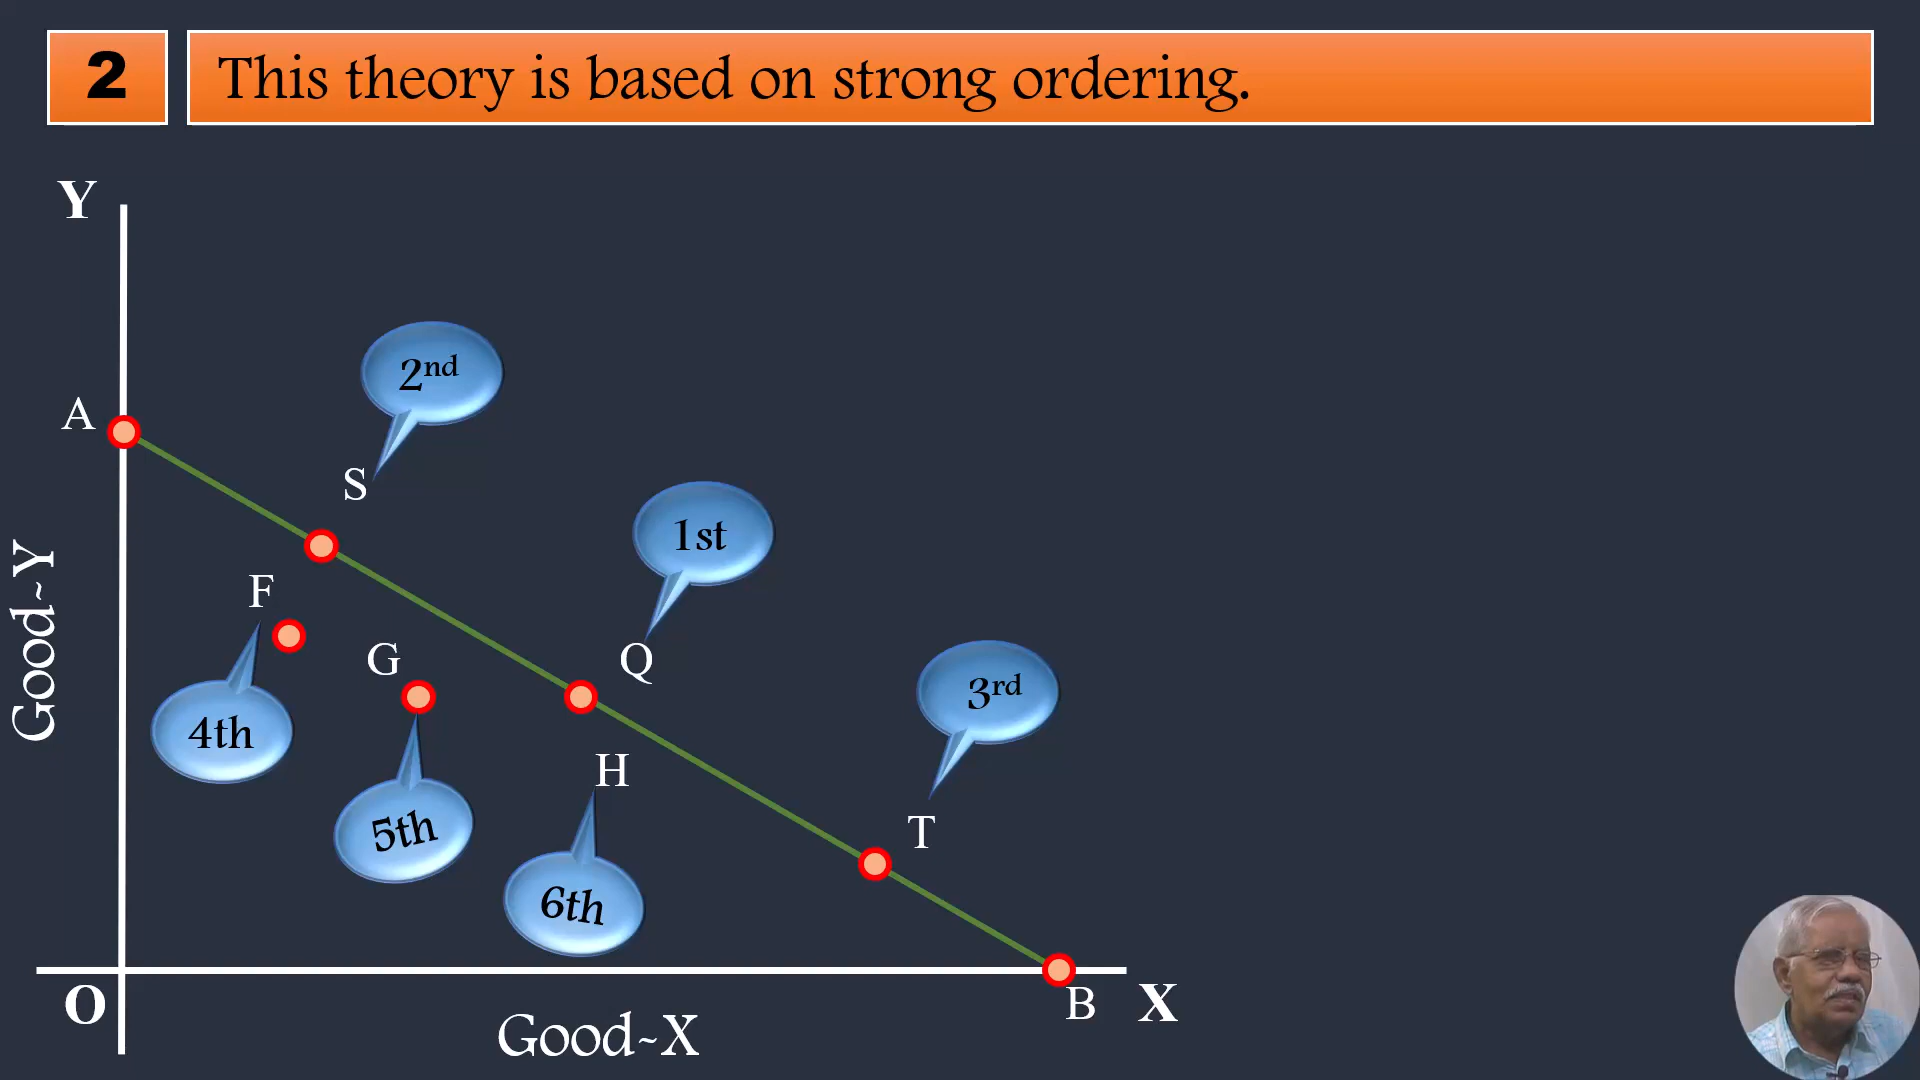 2
This theory is based on strong ordering.
Y
2nd
A
S
1st
F
G
Q
3rd
4th
H
T
5th
6th
Good~Y
O
B
X
Good~X